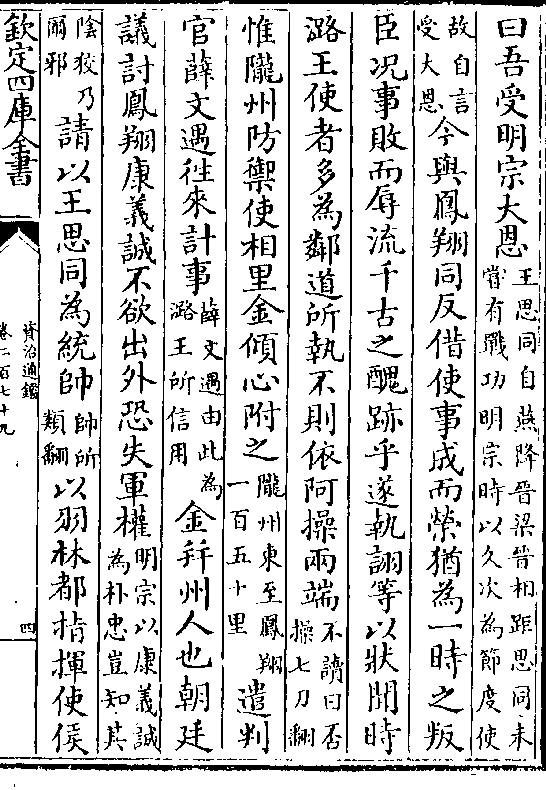 曰吾受明宗大恩王思同自燕降晉梁晉相距思同未嘗有戰功明宗時以久次為節度使
故自言受大恩今與鳳翔同反借使事成而榮猶為一時之叛
臣况事敗而辱流千古之醜跡乎遂執詡等以狀聞時
潞王使者多為鄰道所執不則依阿操兩端不讀曰否操七刀翻
惟隴州防禦使相里金傾心附之隴州東至鳳翔一百五十里遣判
官薛文遇往來計事薛文遇由此為潞王所信用金并州人也朝廷
議討鳳翔康義誠不欲出外恐失軍權明宗以康義誠為朴忠豈知其
陰狡乃爾邪請以王思同為統帥帥所類翻以羽林都指揮使侯
欽定四庫全書
資治通鑑
卷二百七十九
四